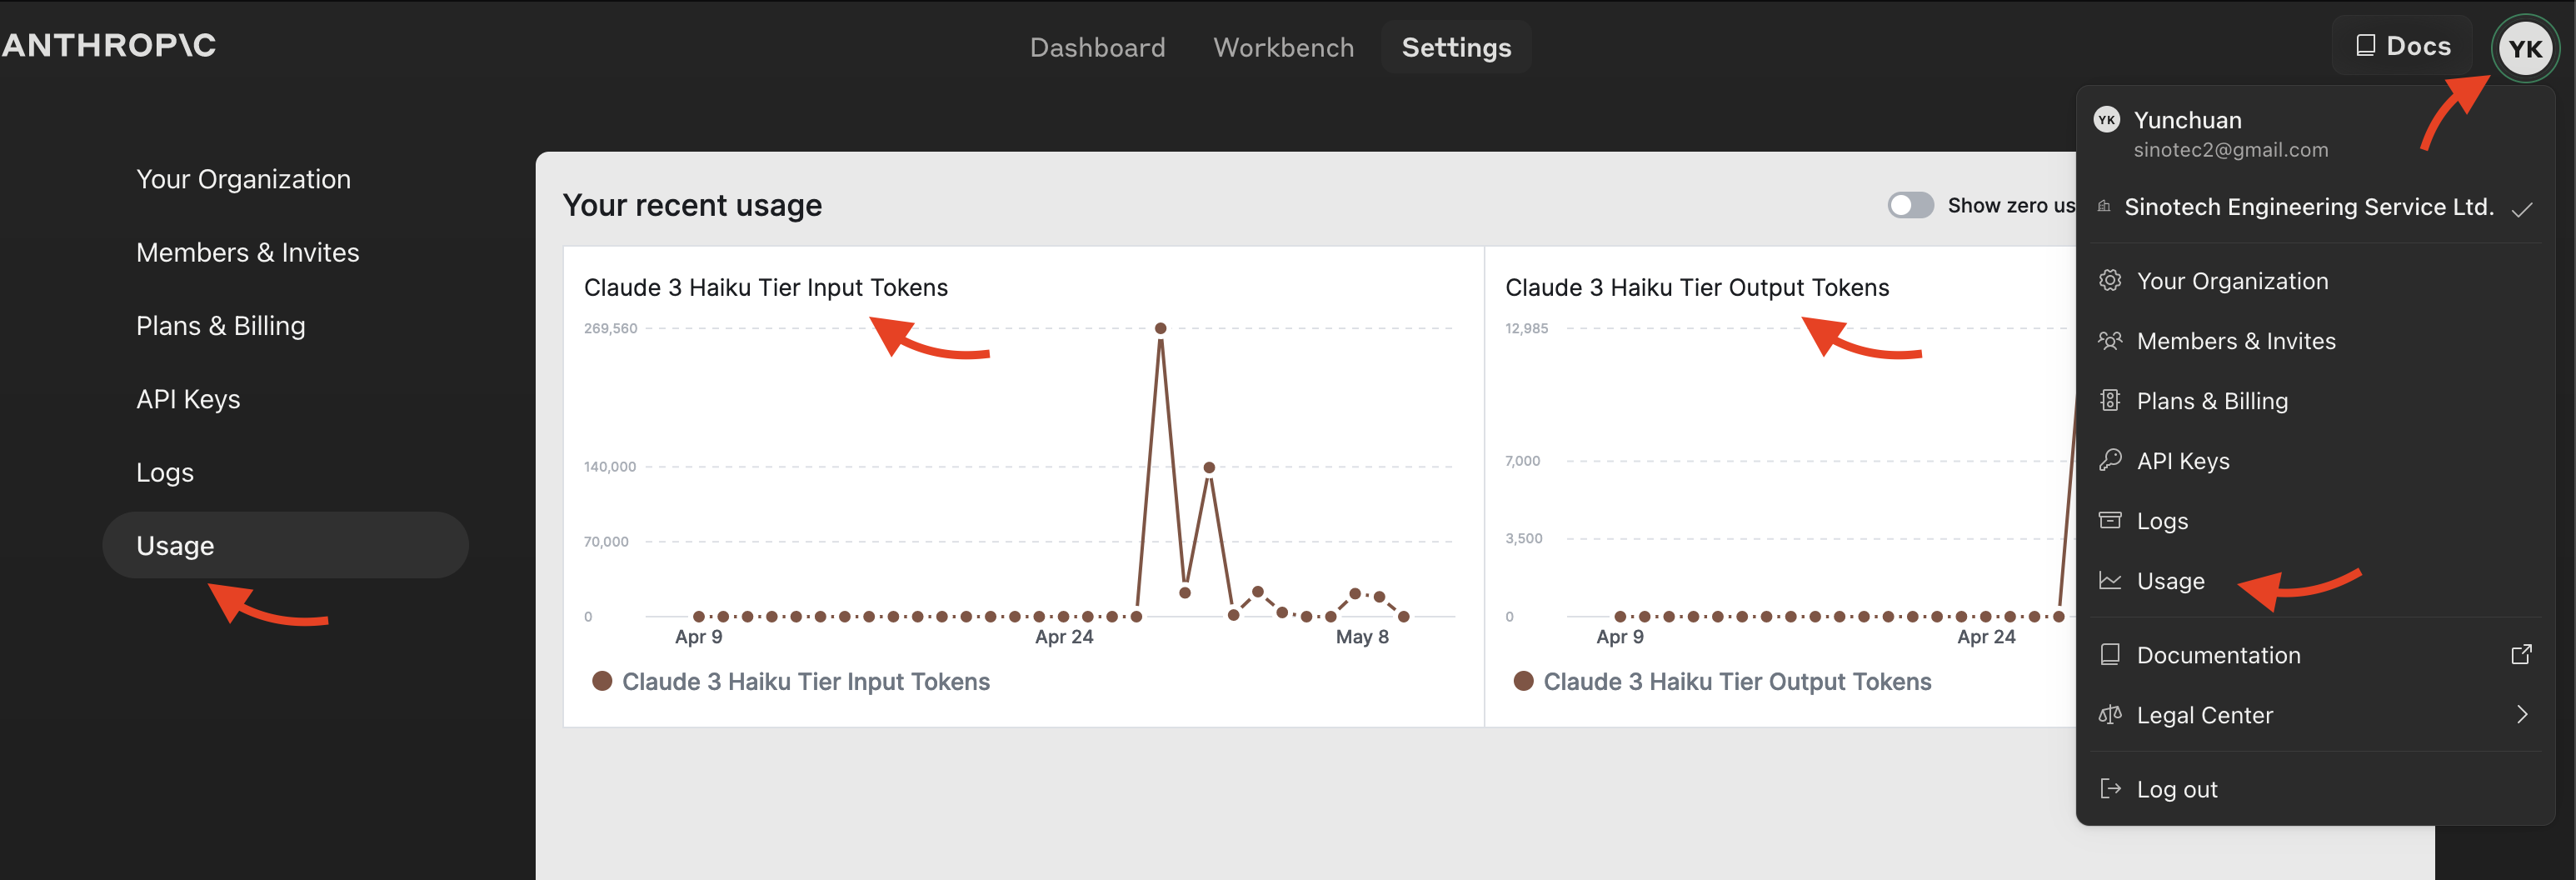 ANTHROP\C
Dashboard
Workbench
Settings
Docs
YK
Your Organization
Members & Invites
Plans & Billing
API Keys
Logs
Usage
Your recent usage
Show zero us
Claude 3 Haiku Tier Input Tokens
269,560
140,000
70,000
0
Apr 9
Apr 24
May 8
Claude 3 Haiku Tier Input Tokens
Claude 3 Haiku Tier Output Tokens
12,985
7,000
3,500
0
Apr 9
Apr 24
Claude 3 Haiku Tier Output Tokens
YK
Yunchuan
sinotec2@gmail.com
Sinotech Engineering Service Ltd.
Your Organization
Members & Invites
Plans & Billing
API Keys
Logs
Usage
Documentation
Legal Center
Log out